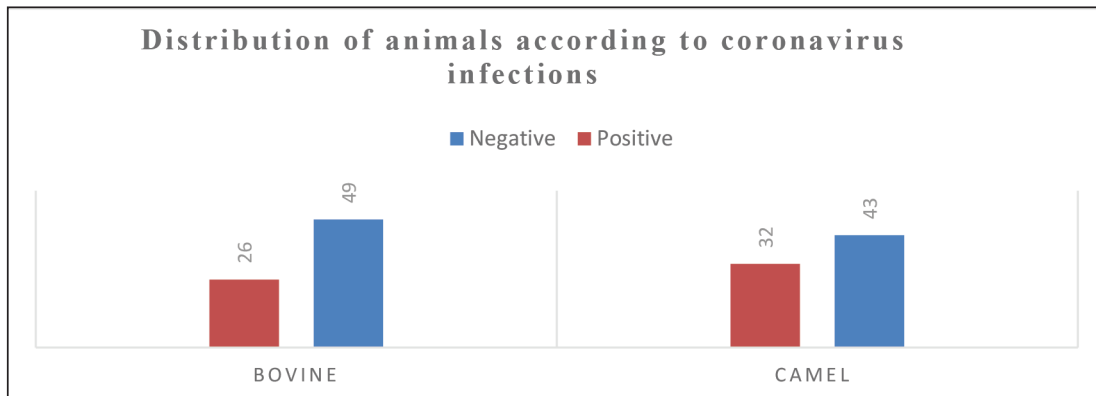 Distribution of animals according to coronavirus
infections
Negative Positive
26 49 32 43
BOVINE CAMEL